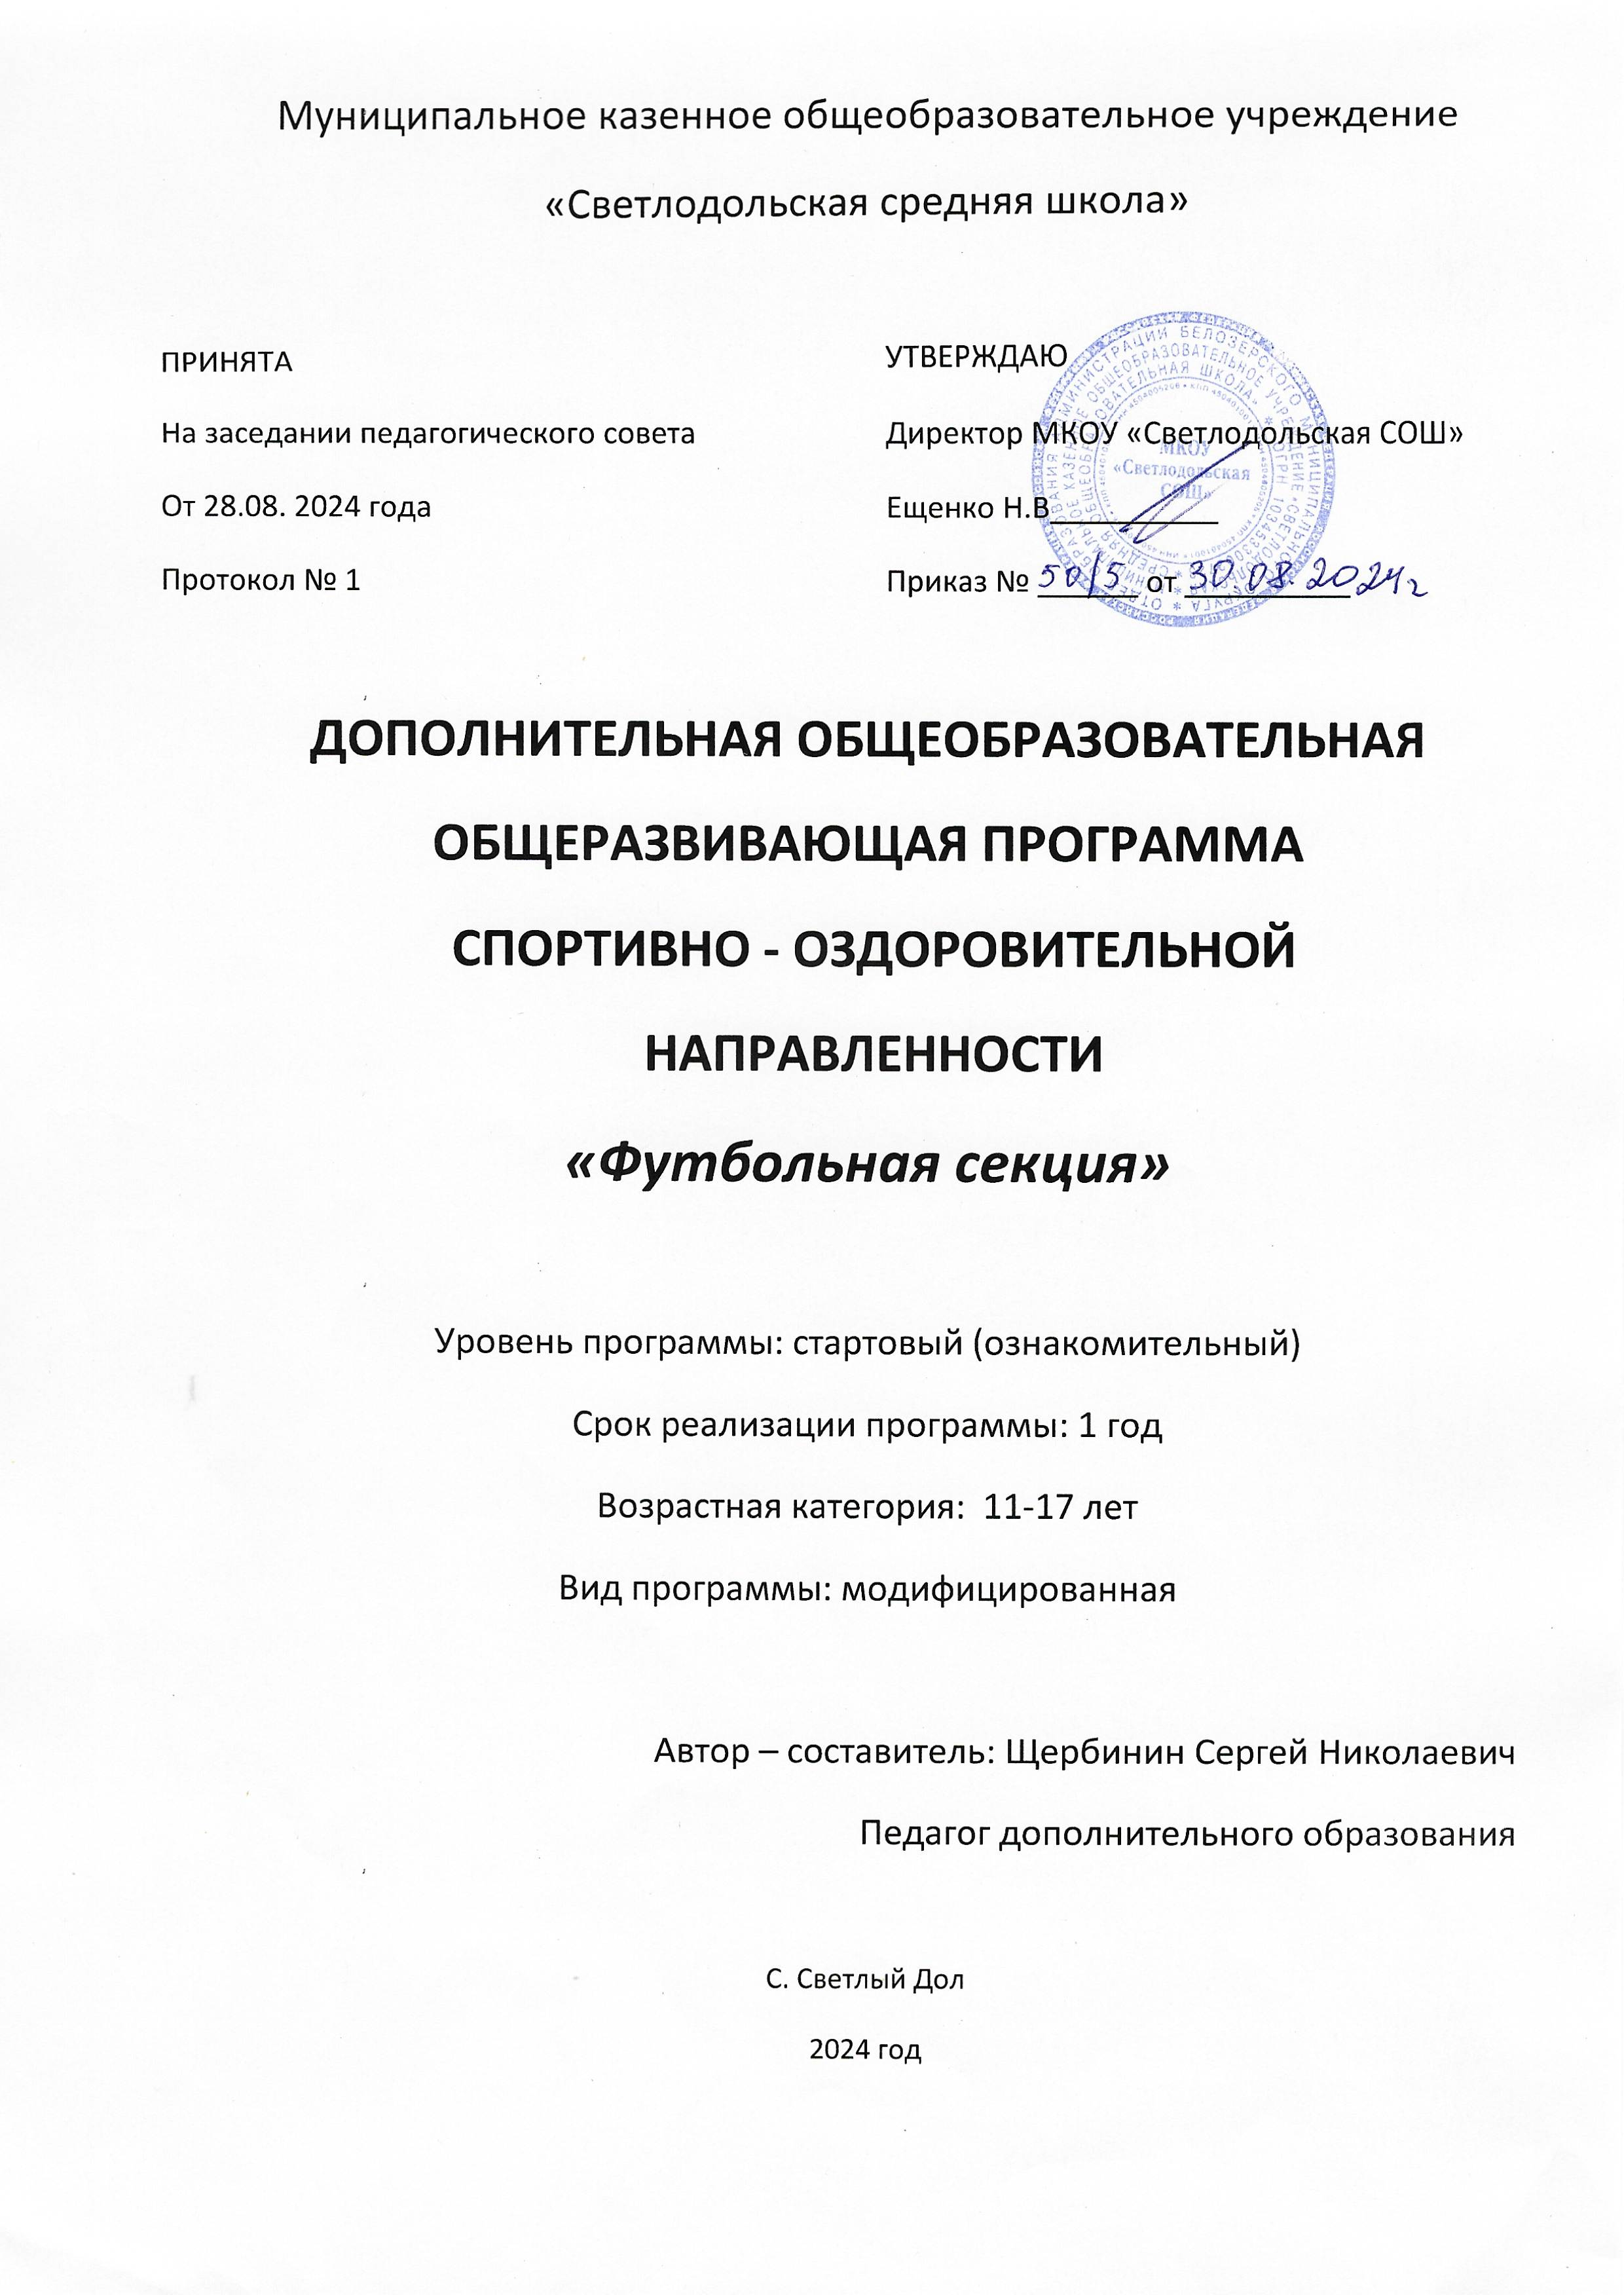 Муниципальное казенное общеобразовательное учреждение
«Светлодольская средняя школа»
ПРИНЯТА
На заседании педагогического совета
От 28.08. 2024 года
Протокол № 1
УТВЕРЖДАЮ
Директор МКОУ «Светлодольская СОШ»
Ещенко Н.В
Приказ № 50/5 от 30.08.2024г
МКОУ
«Светлодольская
СОШ»
ДОПОЛНИТЕЛЬНАЯ ОБЩЕОБРАЗОВАТЕЛЬНАЯ
ОБЩЕРАЗВИВАЮЩАЯ ПРОГРАММА
СПОРТИВНО - ОЗДОРОВИТЕЛЬНОЙ
НАПРАВЛЕННОСТИ
«Футбольная секция»
Уровень программы: стартовый (ознакомительный)
Срок реализации программы: 1 год
Возрастная категория: 11-17 лет
Вид программы: модифицированная
Автор – составитель: Щербинин Сергей Николаевич
Педагог дополнительного образования
С. Светлый Дол
2024 год